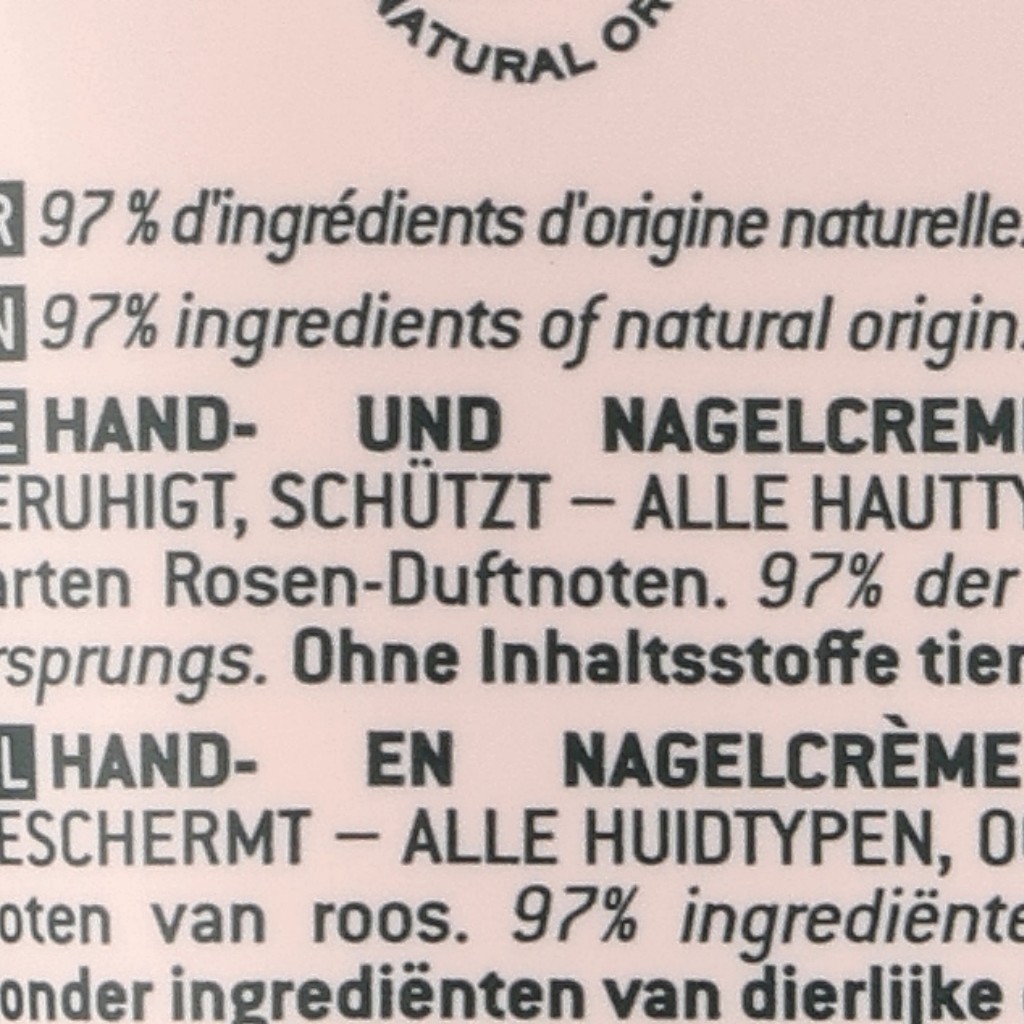 NATURAL OR
R 97 % d'ingrédients d'origine naturelle.
N 97% ingredients of natural origin.
E HAND- UND NAGELCREME
ERUHIGT, SCHÜTZT – ALLE HAUTTY
arten Rosen-Duftnoten. 97% der
rsprungs. Ohne Inhaltsstoffe tier
L HAND- EN NAGELCRÈME
ESCHERMT – ALLE HUIDTYPEN, O
oten van roos. 97% ingrediënte
onder ingrediënten van dierlijke